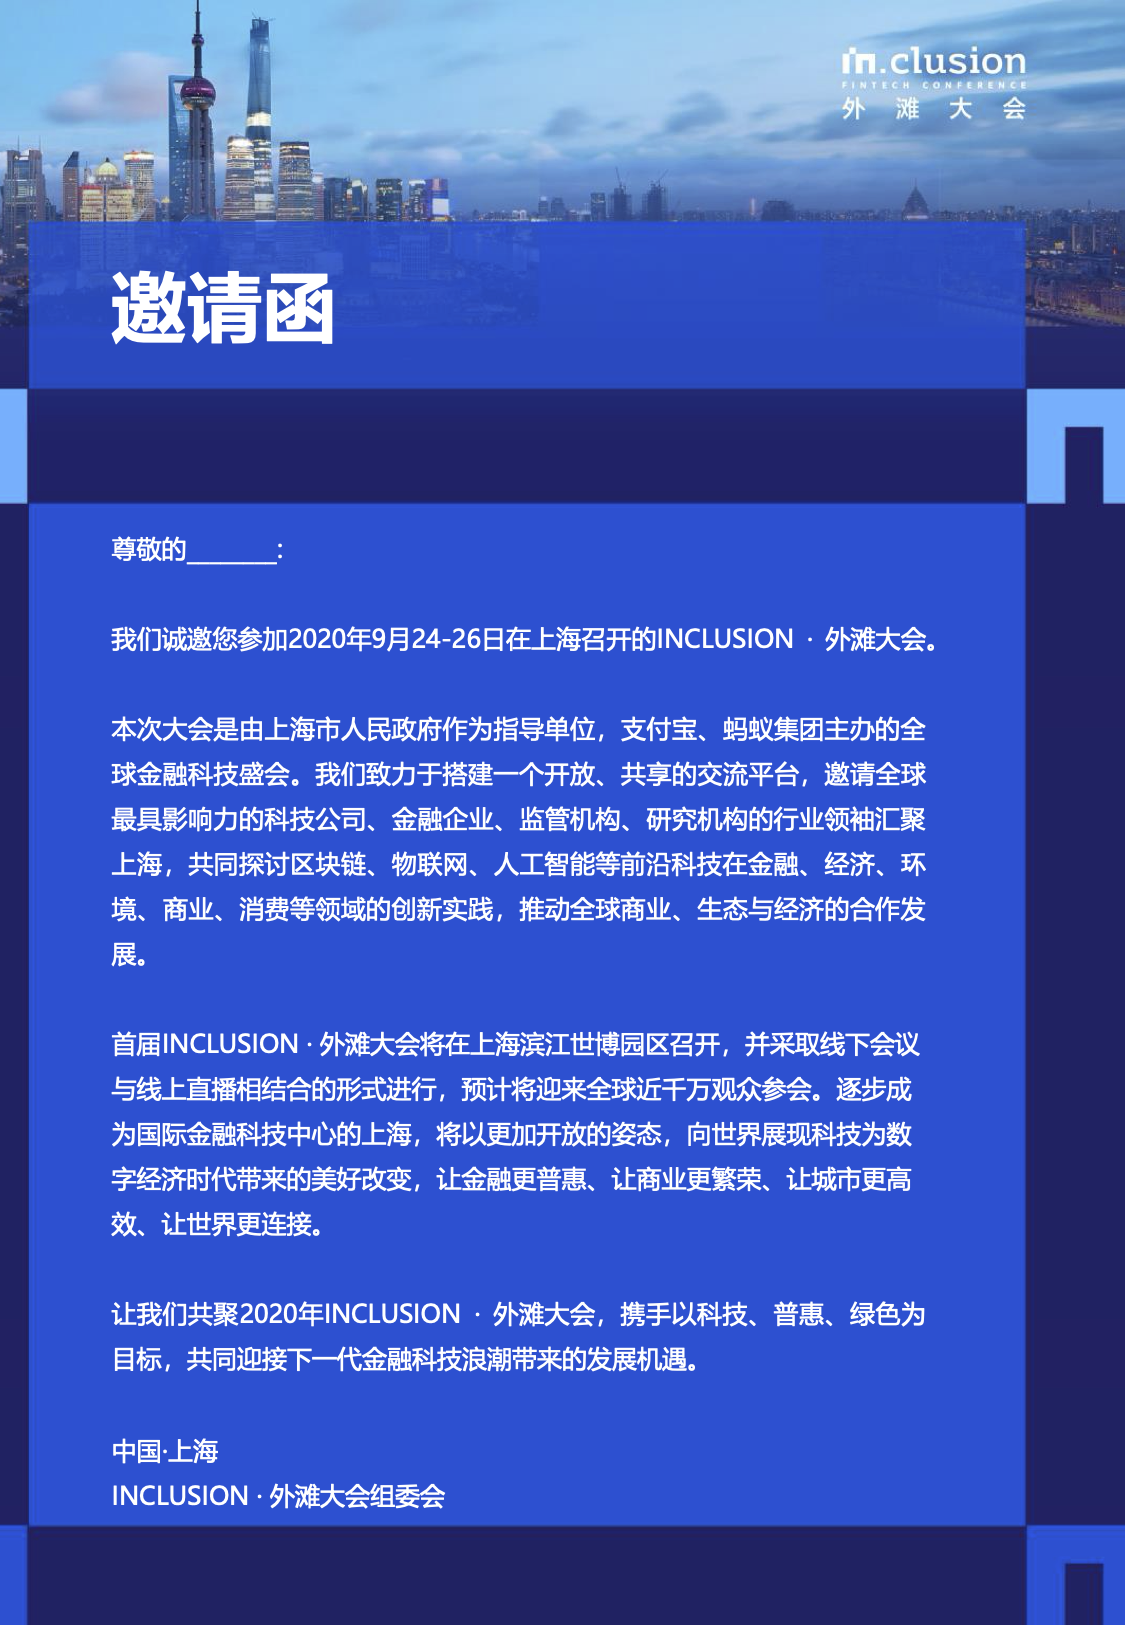 in.clusion
FINTECH CONFERENCE
外滩大会
邀请函
尊敬的_______:
我们诚邀您参加2020年9月24-26日在上海召开的INCLUSION · 外滩大会。
本次大会是由上海市人民政府作为指导单位，支付宝、蚂蚁集团主办的全
球金融科技盛会。我们致力于搭建一个开放、共享的交流平台，邀请全球
最具影响力的科技公司、金融企业、监管机构、研究机构的行业领袖汇聚
上海，共同探讨区块链、物联网、人工智能等前沿科技在金融、经济、环
境、商业、消费等领域的创新实践，推动全球商业、生态与经济的合作发
展。
首届INCLUSION · 外滩大会将在上海滨江世博园区召开，并采取线下会议
与线上直播相结合的形式进行，预计将迎来全球近千万观众参会。逐步成
为国际金融科技中心的上海，将以更加开放的姿态，向世界展现科技为数
字经济时代带来的美好改变，让金融更普惠、让商业更繁荣、让城市更高
效、让世界更连接。
让我们共聚2020年INCLUSION · 外滩大会，携手以科技、普惠、绿色为
目标，共同迎接下一代金融科技浪潮带来的发展机遇。
中国·上海
INCLUSION · 外滩大会组委会